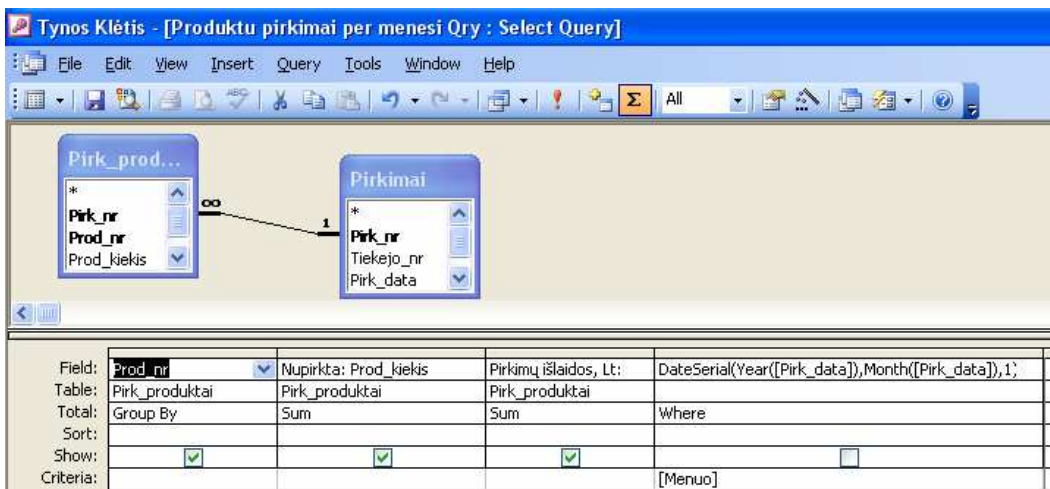 Tynos Klėtis - [Produktu pirkimai per menesi Qry : Select Query]
File Edit View Insert Query Tools Window Help
Σ All
Pirk_prod...
*
Pirk_nr
Prod_nr
Prod_kiekis
∞ 1
Pirkimai
*
Pirk_nr
Tiekejo_nr
Pirk_data
Field: Prod_nr Nupirkta: Prod_kiekis Pirkimų išlaidos, Lt: DateSerial(Year([Pirk_data]),Month([Pirk_data]),1)
Table: Pirk_produktai Pirk_produktai Pirk_produktai
Total: Group By Sum Sum Where
Sort:
Show:
Criteria: [Menuo]